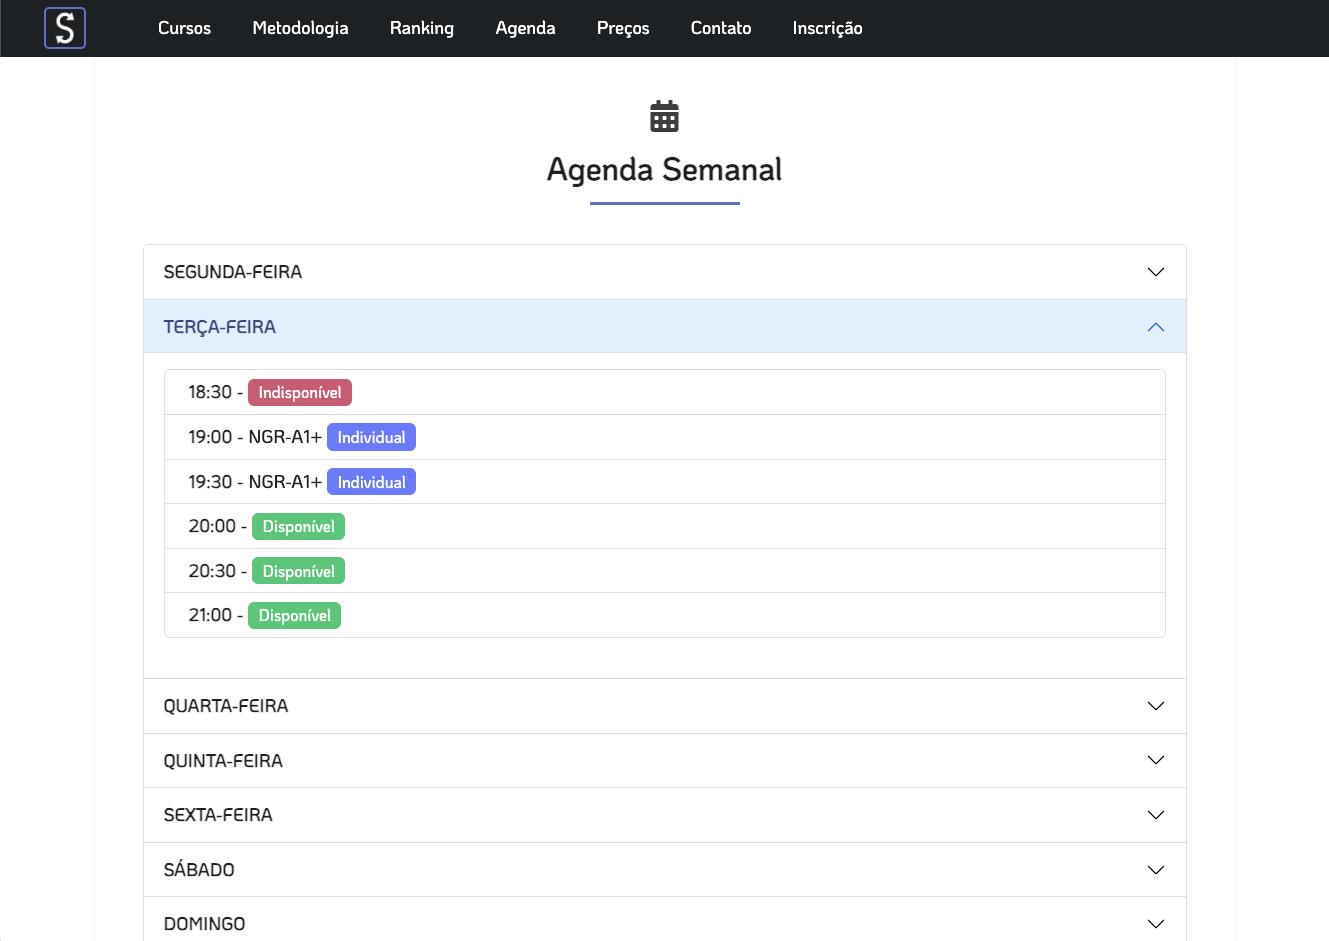 S
Cursos Metodologia Ranking Agenda Preços Contato Inscrição
Agenda Semanal
SEGUNDA-FEIRA
TERÇA-FEIRA
18:30 - Indisponível
19:00 - NGR-A1+ Individual
19:30 - NGR-A1+ Individual
20:00 - Disponível
20:30 - Disponível
21:00 - Disponível
QUARTA-FEIRA
QUINTA-FEIRA
SEXTA-FEIRA
SÁBADO
DOMINGO